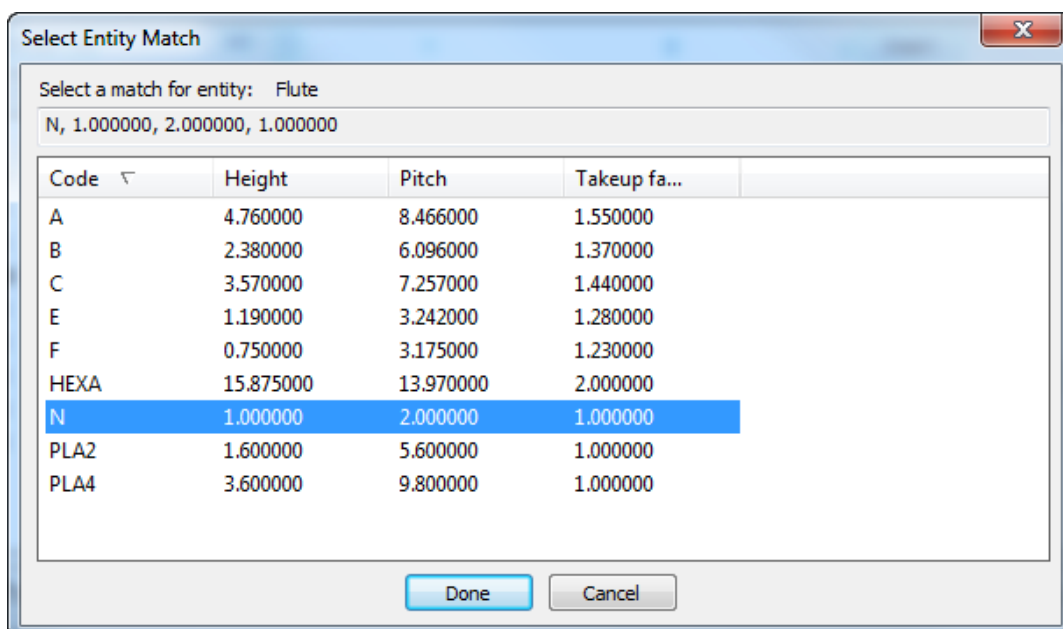 Select Entity Match
Select a match for entity: Flute
N, 1.000000, 2.000000, 1.000000
Code Height Pitch Takeup fa...
A 4.760000 8.466000 1.550000
B 2.380000 6.096000 1.370000
C 3.570000 7.257000 1.440000
E 1.190000 3.242000 1.280000
F 0.750000 3.175000 1.230000
HEXA 15.875000 13.970000 2.000000
N 1.000000 2.000000 1.000000
PLA2 1.600000 5.600000 1.000000
PLA4 3.600000 9.800000 1.000000
Done Cancel